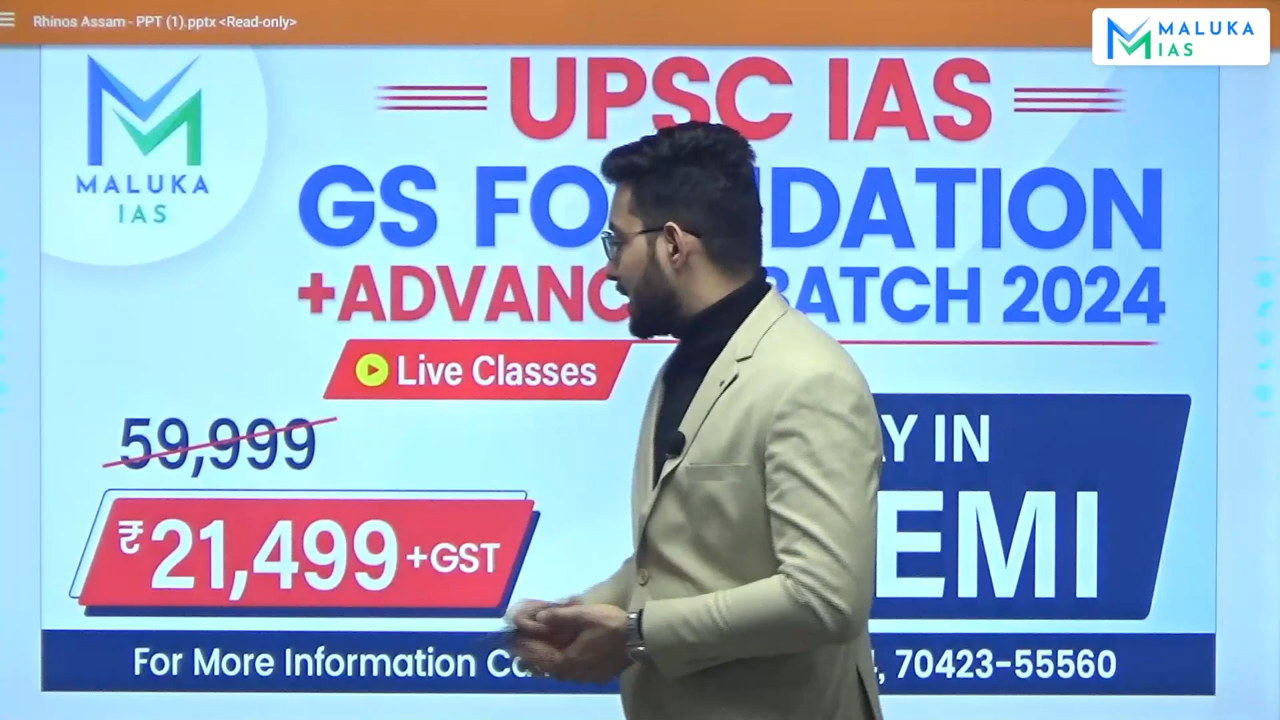 Rhinos Assam - PPT (1).pptx <Read-only>
MALUKA
IAS
MALUKA
IAS
UPSC IAS
GS FO DATION
+ADVANC BATCH 2024
Live Classes
59,999
₹21,499 +GST
Y IN
EMI
For More Information
, 70423-55560